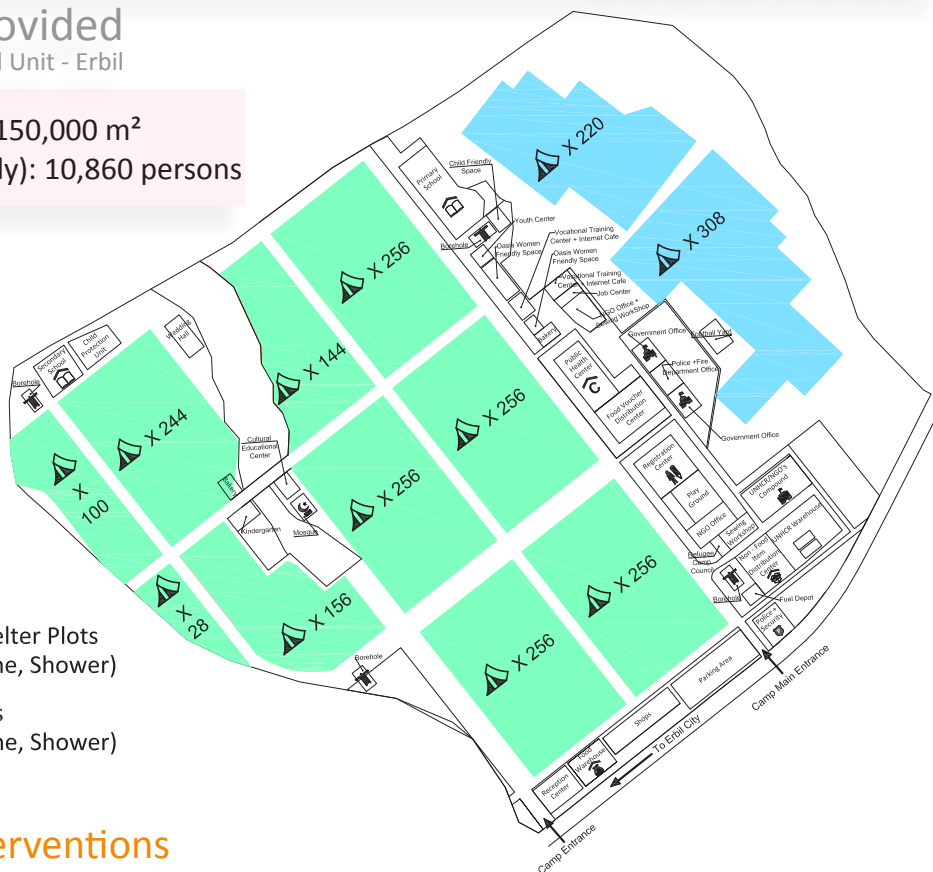 ovided
Unit - Erbil
150,000 m²
ly): 10,860 persons
X 220
X 308
Primary
School
Child Friendly
Space
Youth Center
Borehole
Oasis Women
Friendly Space
Vocational Training
Center + Internet Cafe
Oasis Women
Friendly Space
Vocational Training
Center + Internet Cafe
Job Center
NGO Office +
Sewing WorkShop
Bakery
Government Office
Football Yard
Police +Fire
Department Office
Government Office
Public
Health
Center
Food Voucher
Distribution
Center
X 256
X 144
Wedding
Hall
Child
Protection
Unit
Secondary
School
Borehole
X 244
X
100
Cultural
Educational
Center
Bakery
Kindergarten
Mosque
X 256
X 256
Registration
Center
Play
Ground
NGO Office
Sewing
Workshop
UNHCR/NGO's
Compound
UNHCR Warehouse
Refugee
Camp
Council
Non - Food
Item
Distribution
Center
Borehole
Fuel Depot
Police +
Security
X
28
X 156
Borehole
X 256
X 256
Parking Area
Shops
Food
Warehouse
Reception
Center
To Erbil City
Camp Main Entrance
Camp Entrance
elter Plots
ne, Shower)
s
ne, Shower)
erventions